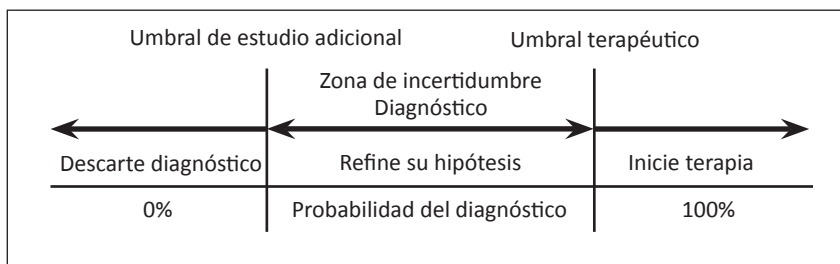 Umbral de estudio adicional
Umbral terapéutico
Zona de incertidumbre
Diagnóstico
Descarte diagnóstico
Refine su hipótesis
Inicie terapia
0%
Probabilidad del diagnóstico
100%